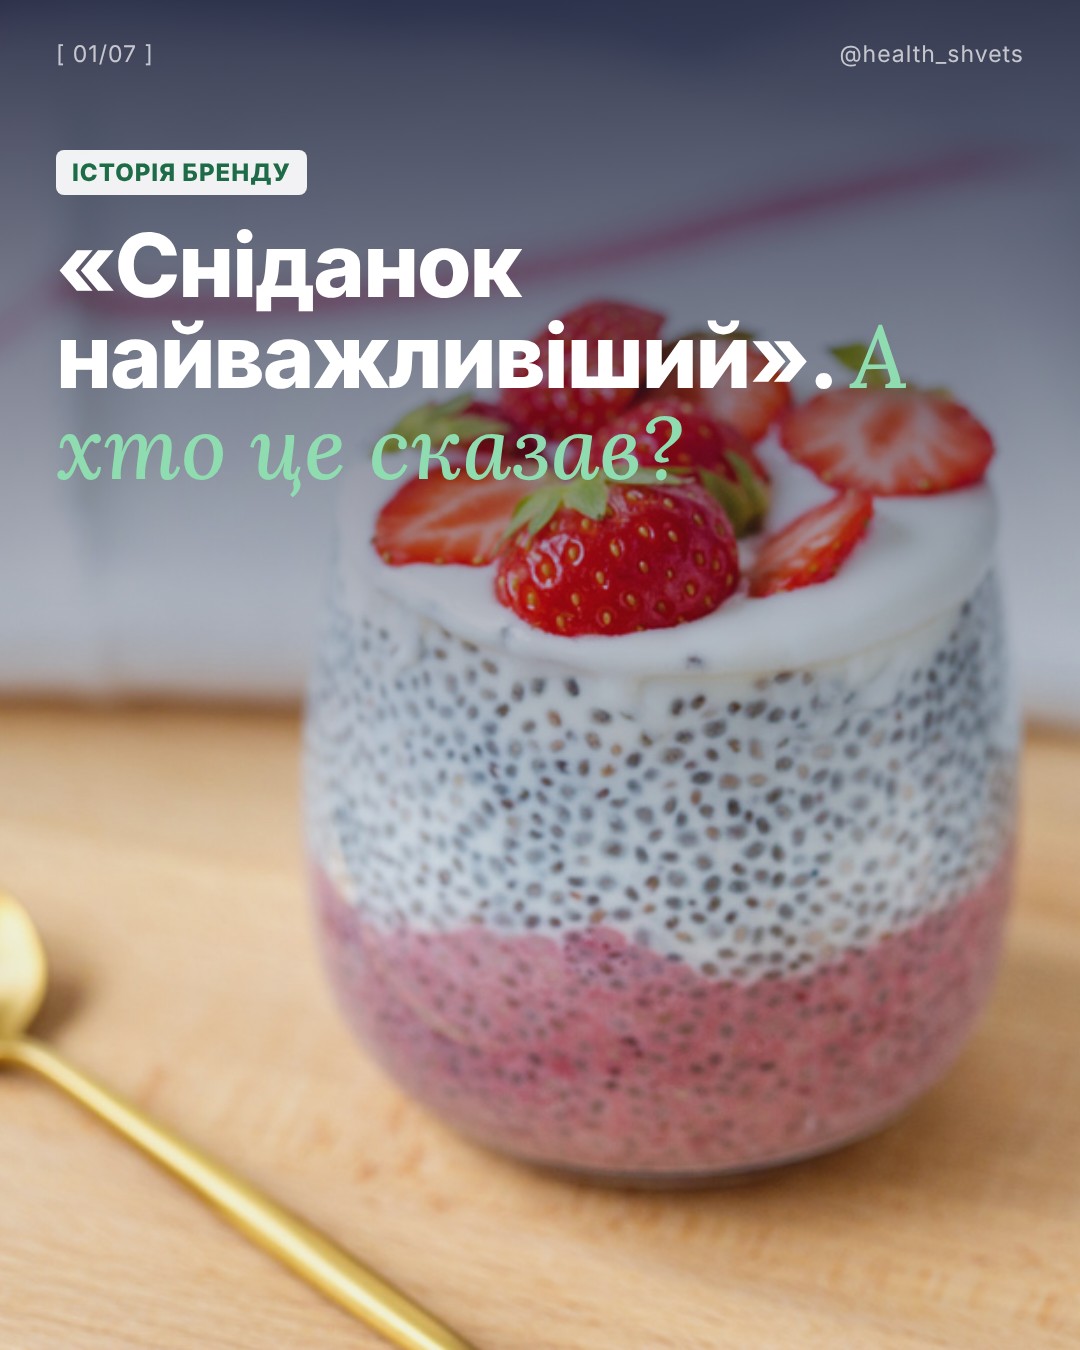 [ 01/07 ]
@health_shvets
ІСТОРІЯ БРЕНДУ
«Сніданок
найважливіший». А
хто це сказав?